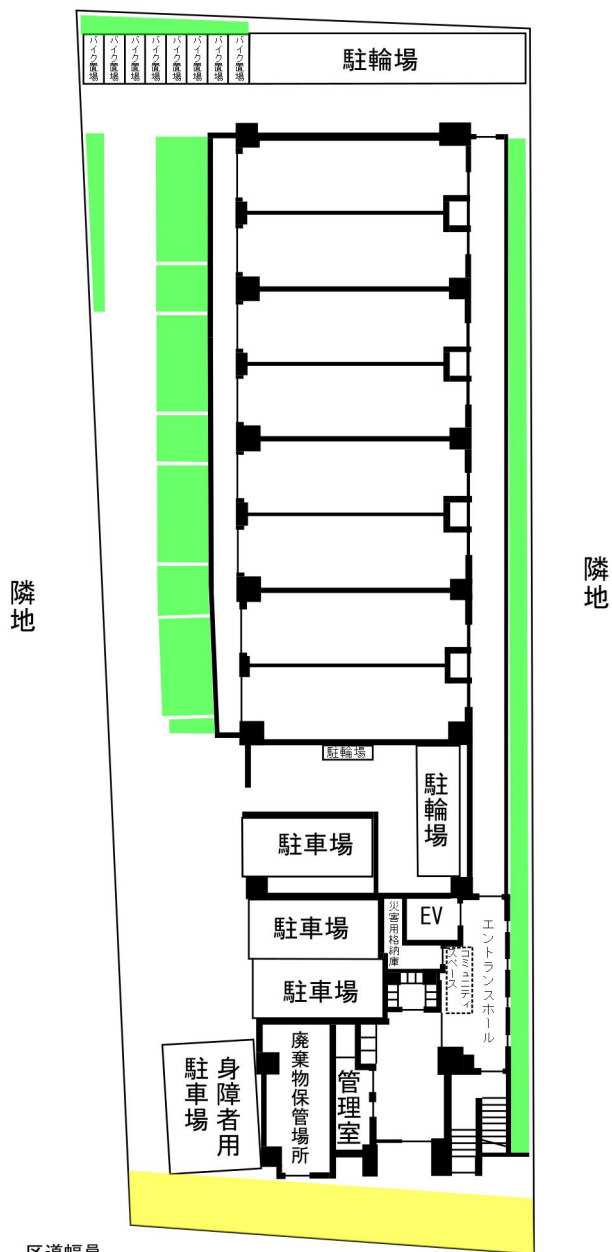 バイク置場
バイク置場
バイク置場
バイク置場
バイク置場
バイク置場
バイク置場
バイク置場
駐輪場
隣地
隣地
駐輪場
駐輪場
駐車場
災害用格納庫
EV
エントランスホール
駐車場
コミュニティ
スペース
駐車場
身障者用
駐車場
廃棄物保管場所
管理室
区道幅員